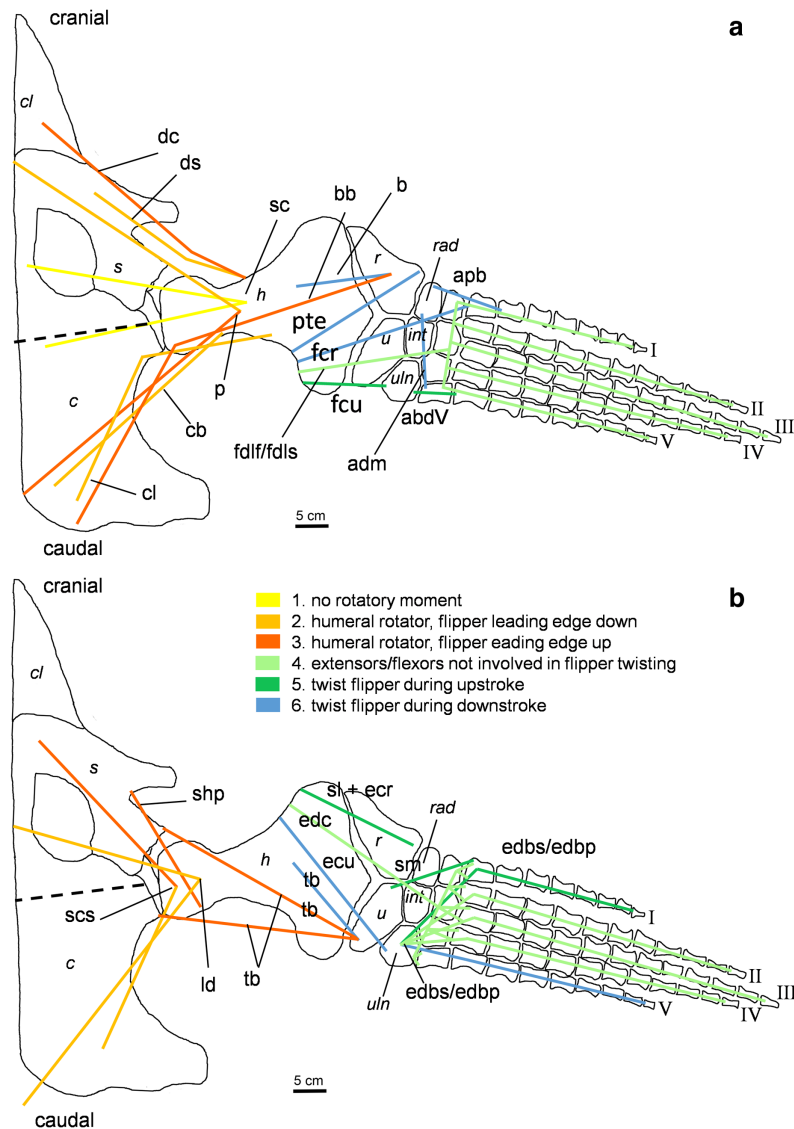 cranial
a
cl
dc
ds
sc
bb
b
rad
apb
s
r
h
pte
u
int
I
fcr
p
uln
c
fcu
abdV
II
III
IV
V
cb
fdlf/fdls
adm
cl
5 cm
caudal
cranial
b
1. no rotatory moment
2. humeral rotator, flipper leading edge down
3. humeral rotator, flipper eading edge up
4. extensors/flexors not involved in flipper twisting
5. twist flipper during upstroke
6. twist flipper during downstroke
cl
s
shp
sl + ecr
rad
edc
r
edbs/edbp
h
ecu
sm
tb
int
tb
u
scs
I
c
ld
tb
uln
edbs/edbp
II
III
IV
V
5 cm
caudal